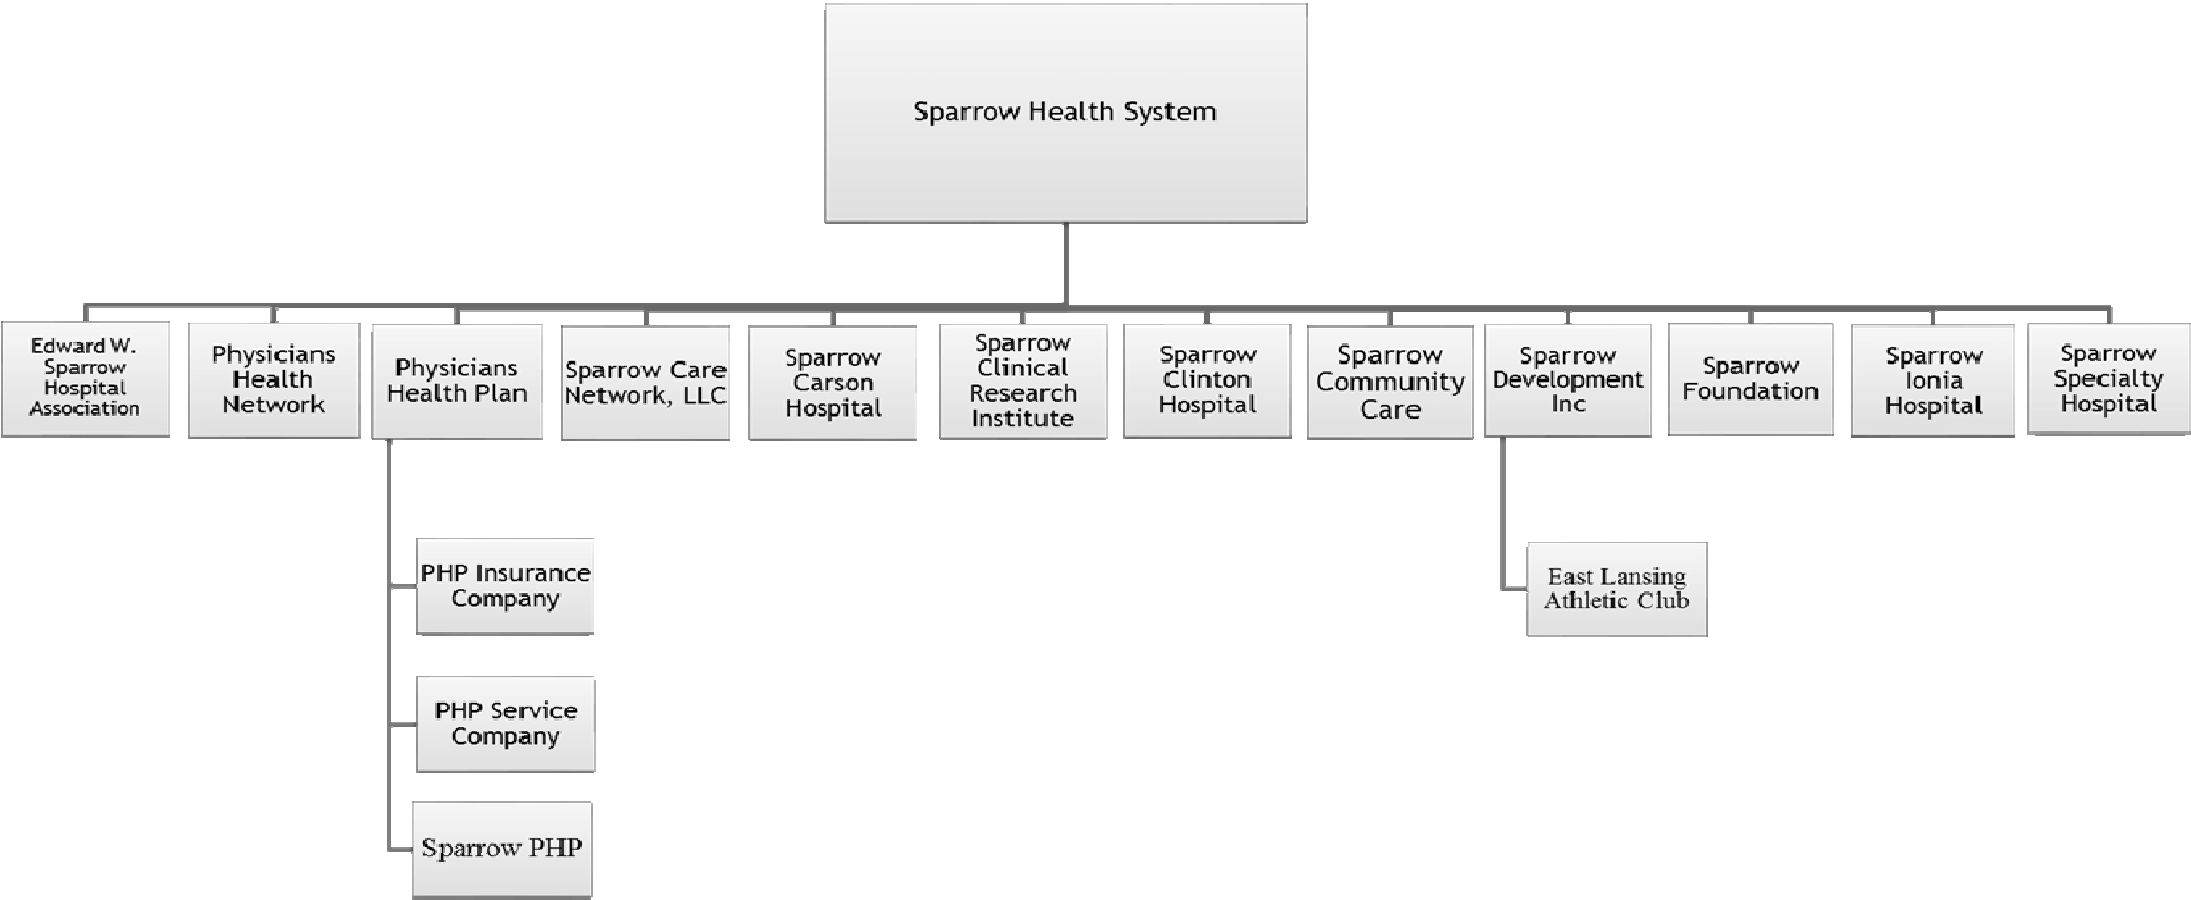 Sparrow Health System
Edward W.
Sparrow
Hospital
Association
Physicians
Health
Network
Physicians
Health Plan
Sparrow Care
Network, LLC
Sparrow
Carson
Hospital
Sparrow
Clinical
Research
Institute
Sparrow
Clinton
Hospital
Sparrow
Community
Care
Sparrow
Development
Inc
Sparrow
Foundation
Sparrow
Ionia
Hospital
Sparrow
Specialty
Hospital
PHP Insurance
Company
East Lansing
Athletic Club
PHP Service
Company
Sparrow PHP